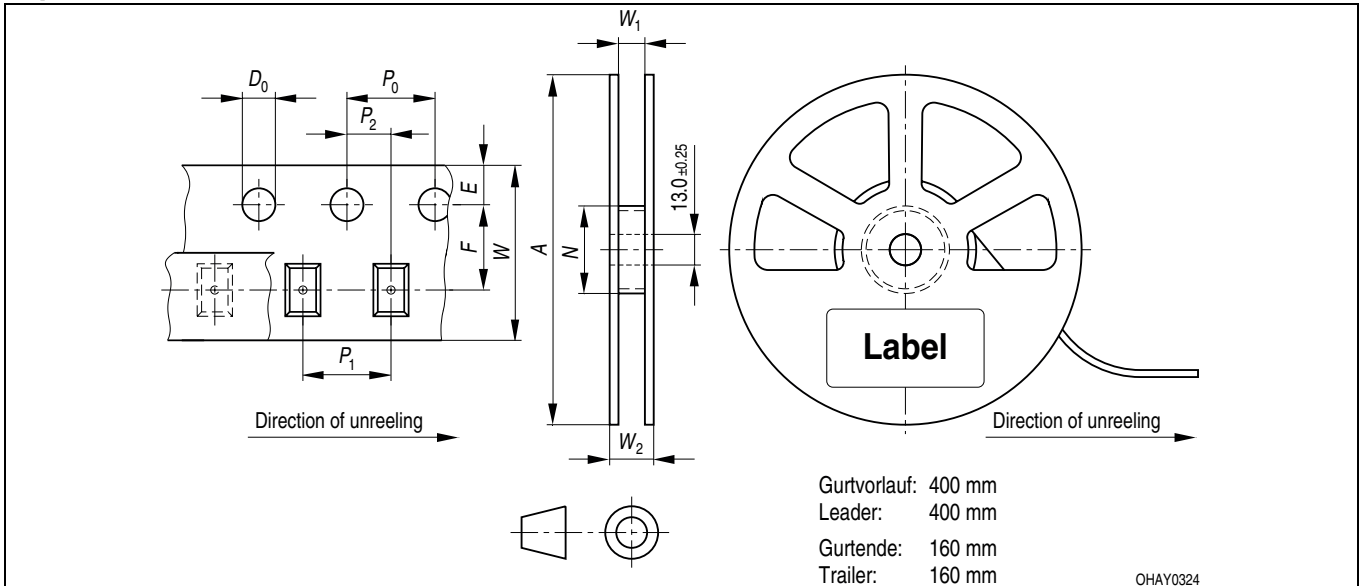 W₁
D₀
P₀
P₂
E
F
W
A
N
13.0 ±0.25
Label
P₁
Direction of unreeling
W₂
Direction of unreeling
Gurtvorlauf: 400 mm
Leader: 400 mm
Gurtende: 160 mm
Trailer: 160 mm
OHAY0324